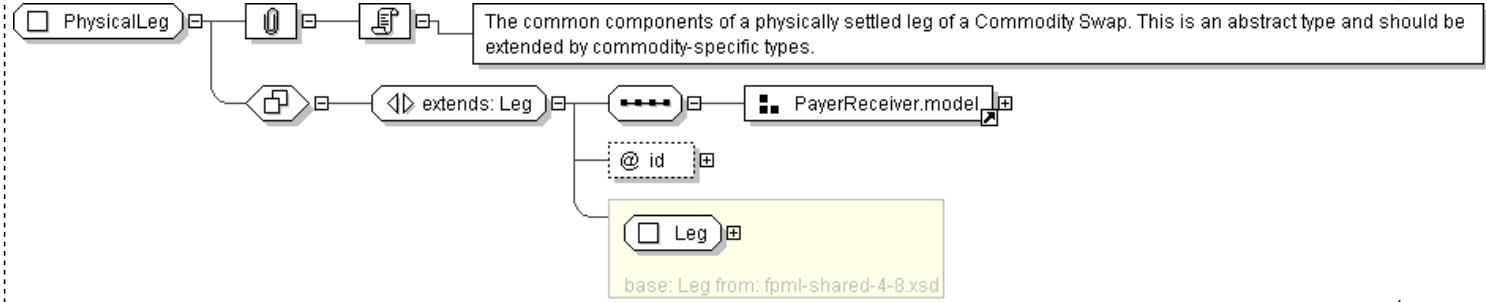 PhysicalLeg
The common components of a physically settled leg of a Commodity Swap. This is an abstract type and should be
extended by commodity-specific types.
extends: Leg
PayerReceiver.model
@ id
Leg
base: Leg from: fpml-shared-4-8.xsd